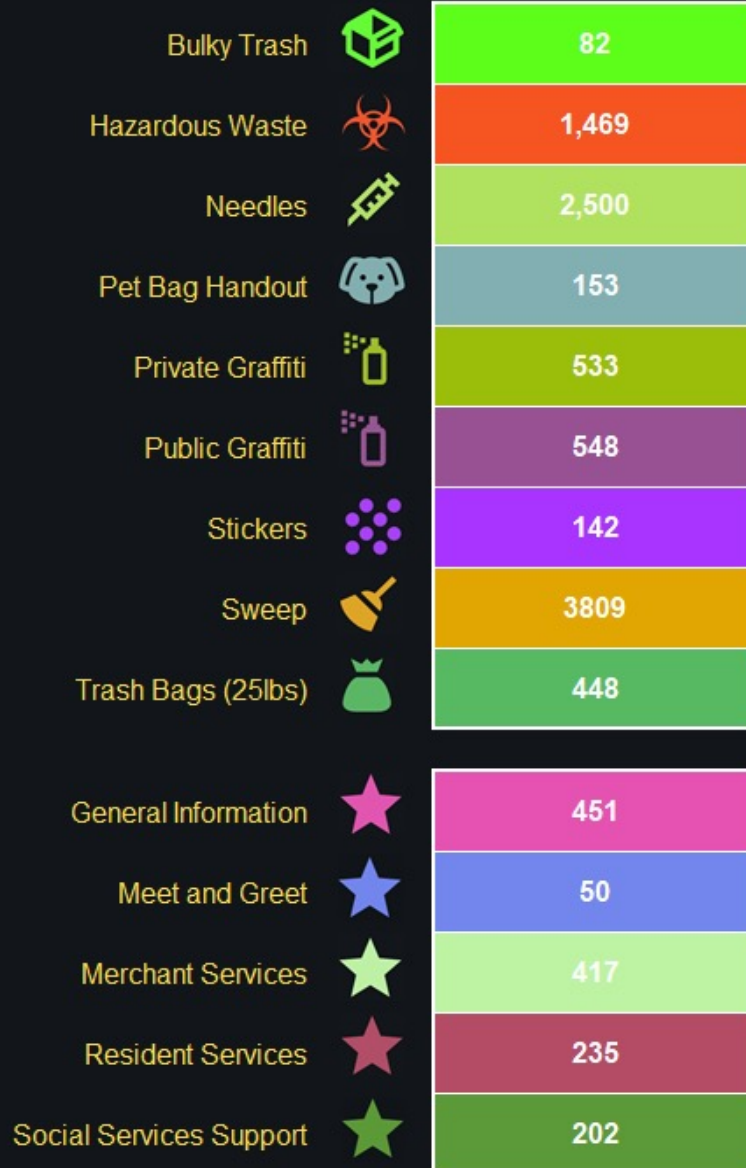 Bulky Trash 82
Hazardous Waste 1,469
Needles 2,500
Pet Bag Handout 153
Private Graffiti 533
Public Graffiti 548
Stickers 142
Sweep 3809
Trash Bags (25lbs) 448
General Information 451
Meet and Greet 50
Merchant Services 417
Resident Services 235
Social Services Support 202